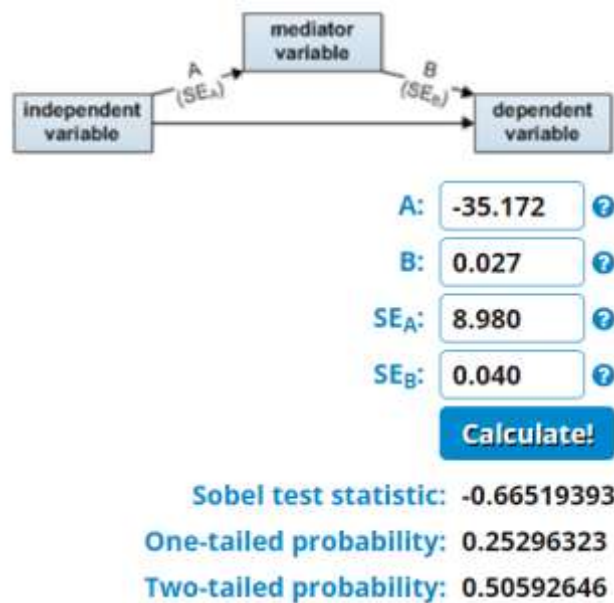 mediator
variable
A
(SEA)
B
(SEB)
independent
variable
dependent
variable
A: -35.172 ?
B: 0.027 ?
SEA: 8.980 ?
SEB: 0.040 ?
Calculate!
Sobel test statistic: -0.66519393
One-tailed probability: 0.25296323
Two-tailed probability: 0.50592646